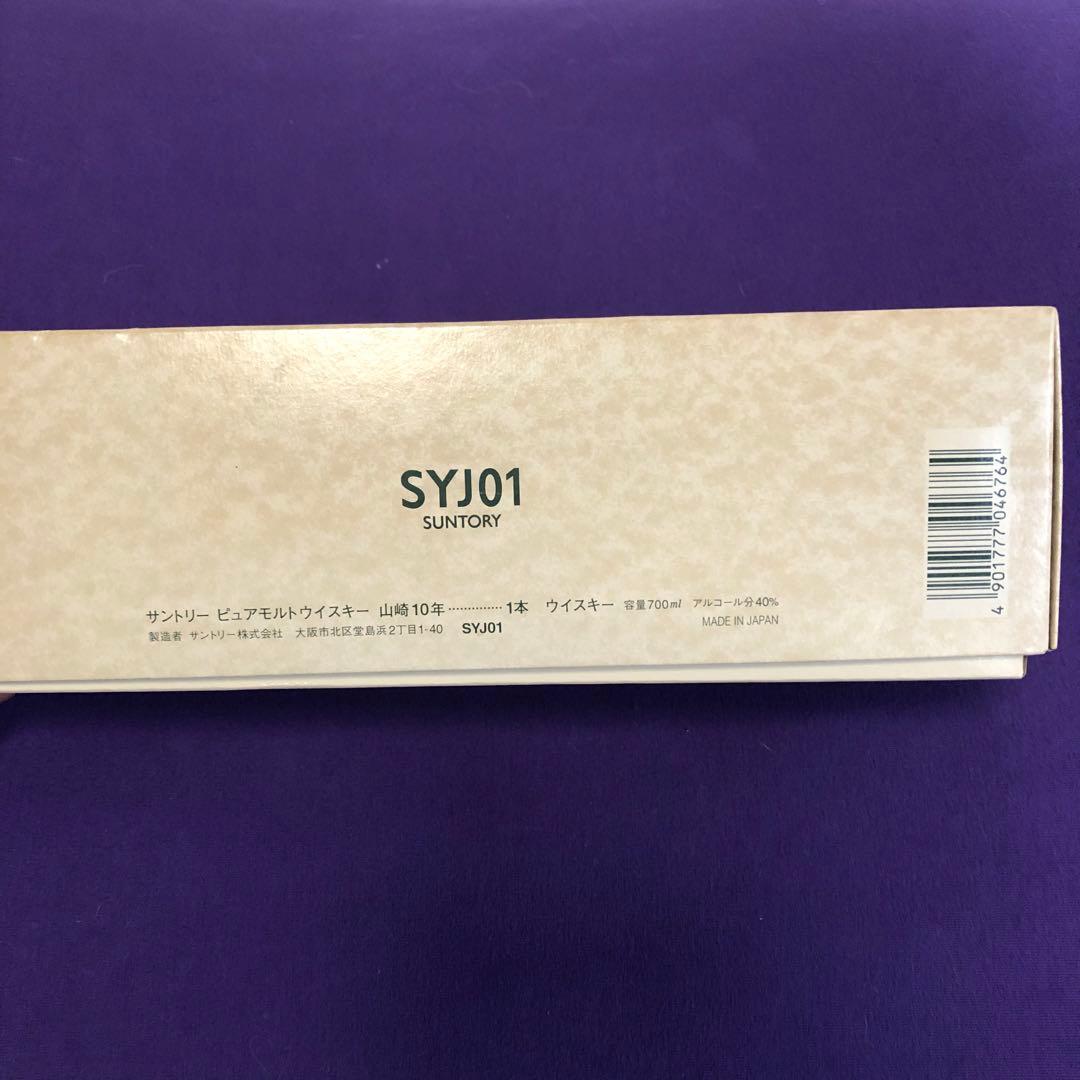 SYJ01
SUNTORY
サントリー ピュアモルトウイスキー 山崎10年‥‥‥‥‥1本 ウイスキー 容量700ml アルコール分40%
製造者 サントリー株式会社 大阪市北区堂島浜2丁目1-40 SYJ01 MADE IN JAPAN
4 901777 046764